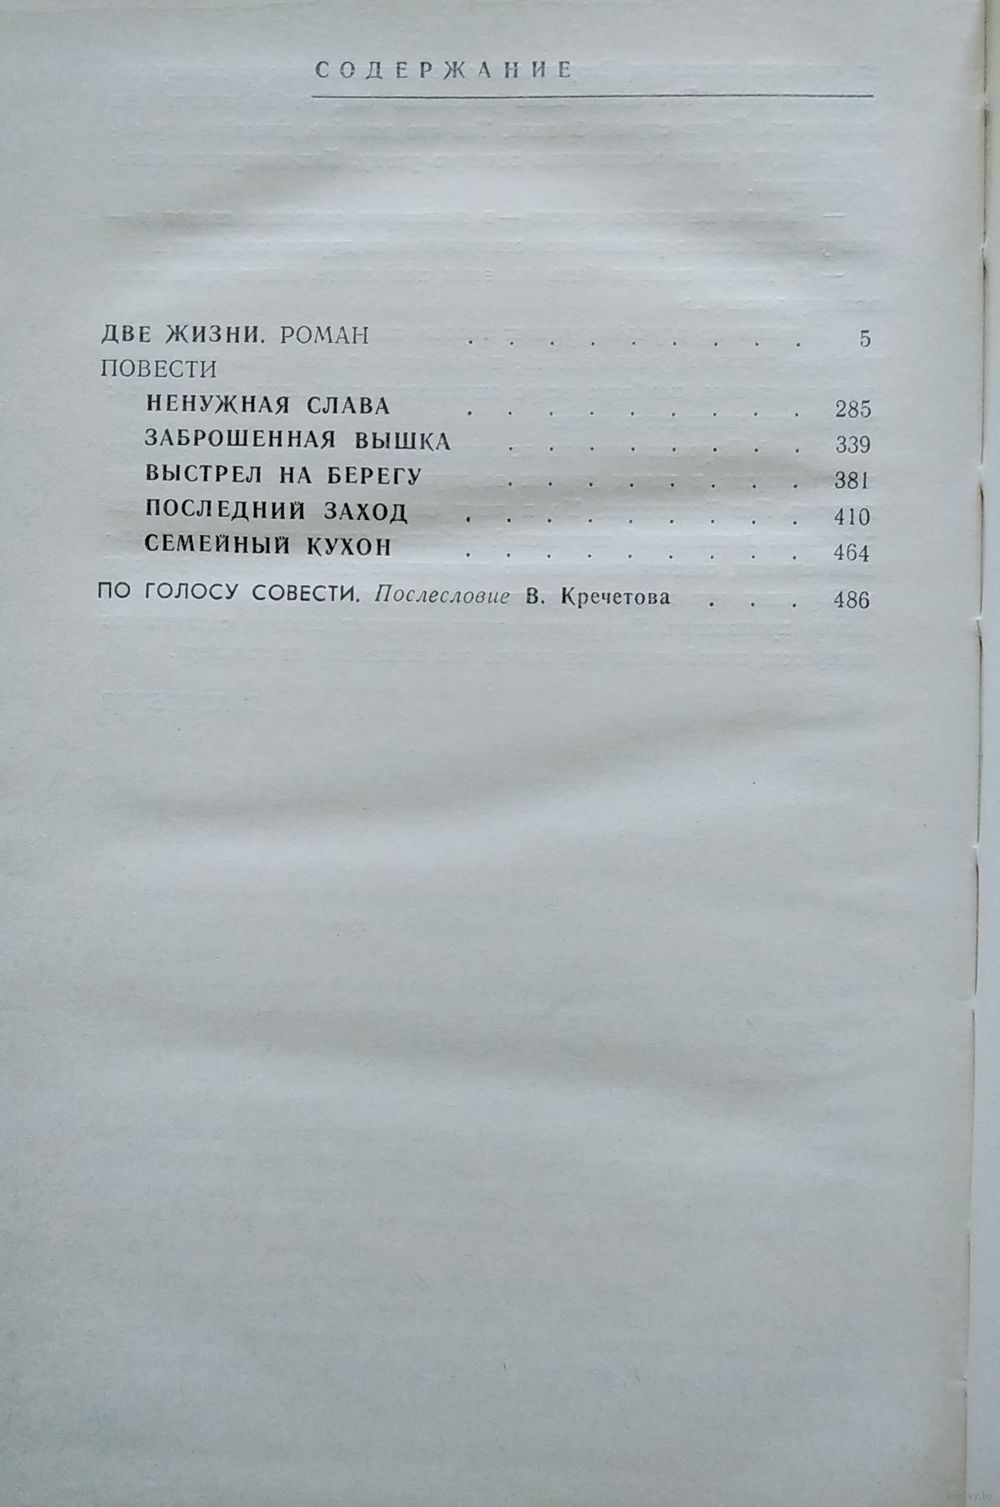 СОДЕРЖАНИЕ
ДВЕ ЖИЗНИ. РОМАН . . . . . . . . . 5
ПОВЕСТИ
НЕНУЖНАЯ СЛАВА . . . . . . . . . 285
ЗАБРОШЕННАЯ ВЫШКА . . . . . . . . 339
ВЫСТРЕЛ НА БЕРЕГУ . . . . . . . . 381
ПОСЛЕДНИЙ ЗАХОД . . . . . . . . . 410
СЕМЕЙНЫЙ КУХОН . . . . . . . . . 464
ПО ГОЛОСУ СОВЕСТИ. Послесловие В. Кречетова . . . 486